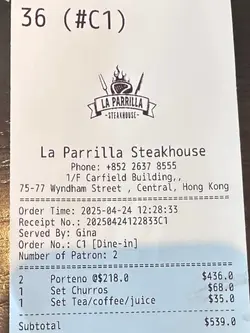 36 (#C1)
LA PARRILLA
STEAKHOUSE
La Parrilla Steakhouse
Phone: +852 2637 8555
1/F Carfield Building,,
75-77 Wyndham Street , Central, Hong Kong
Order Time: 2025-04-24 12:28:33
Receipt No.: 20250424122833C1
Served By: Gina
Order No.: C1 [Dine-in]
Number of Patron: 2
2 Porteno @$218.0 $436.0
1 Set Churros $68.0
1 Set Tea/coffee/juice $35.0
Subtotal $539.0